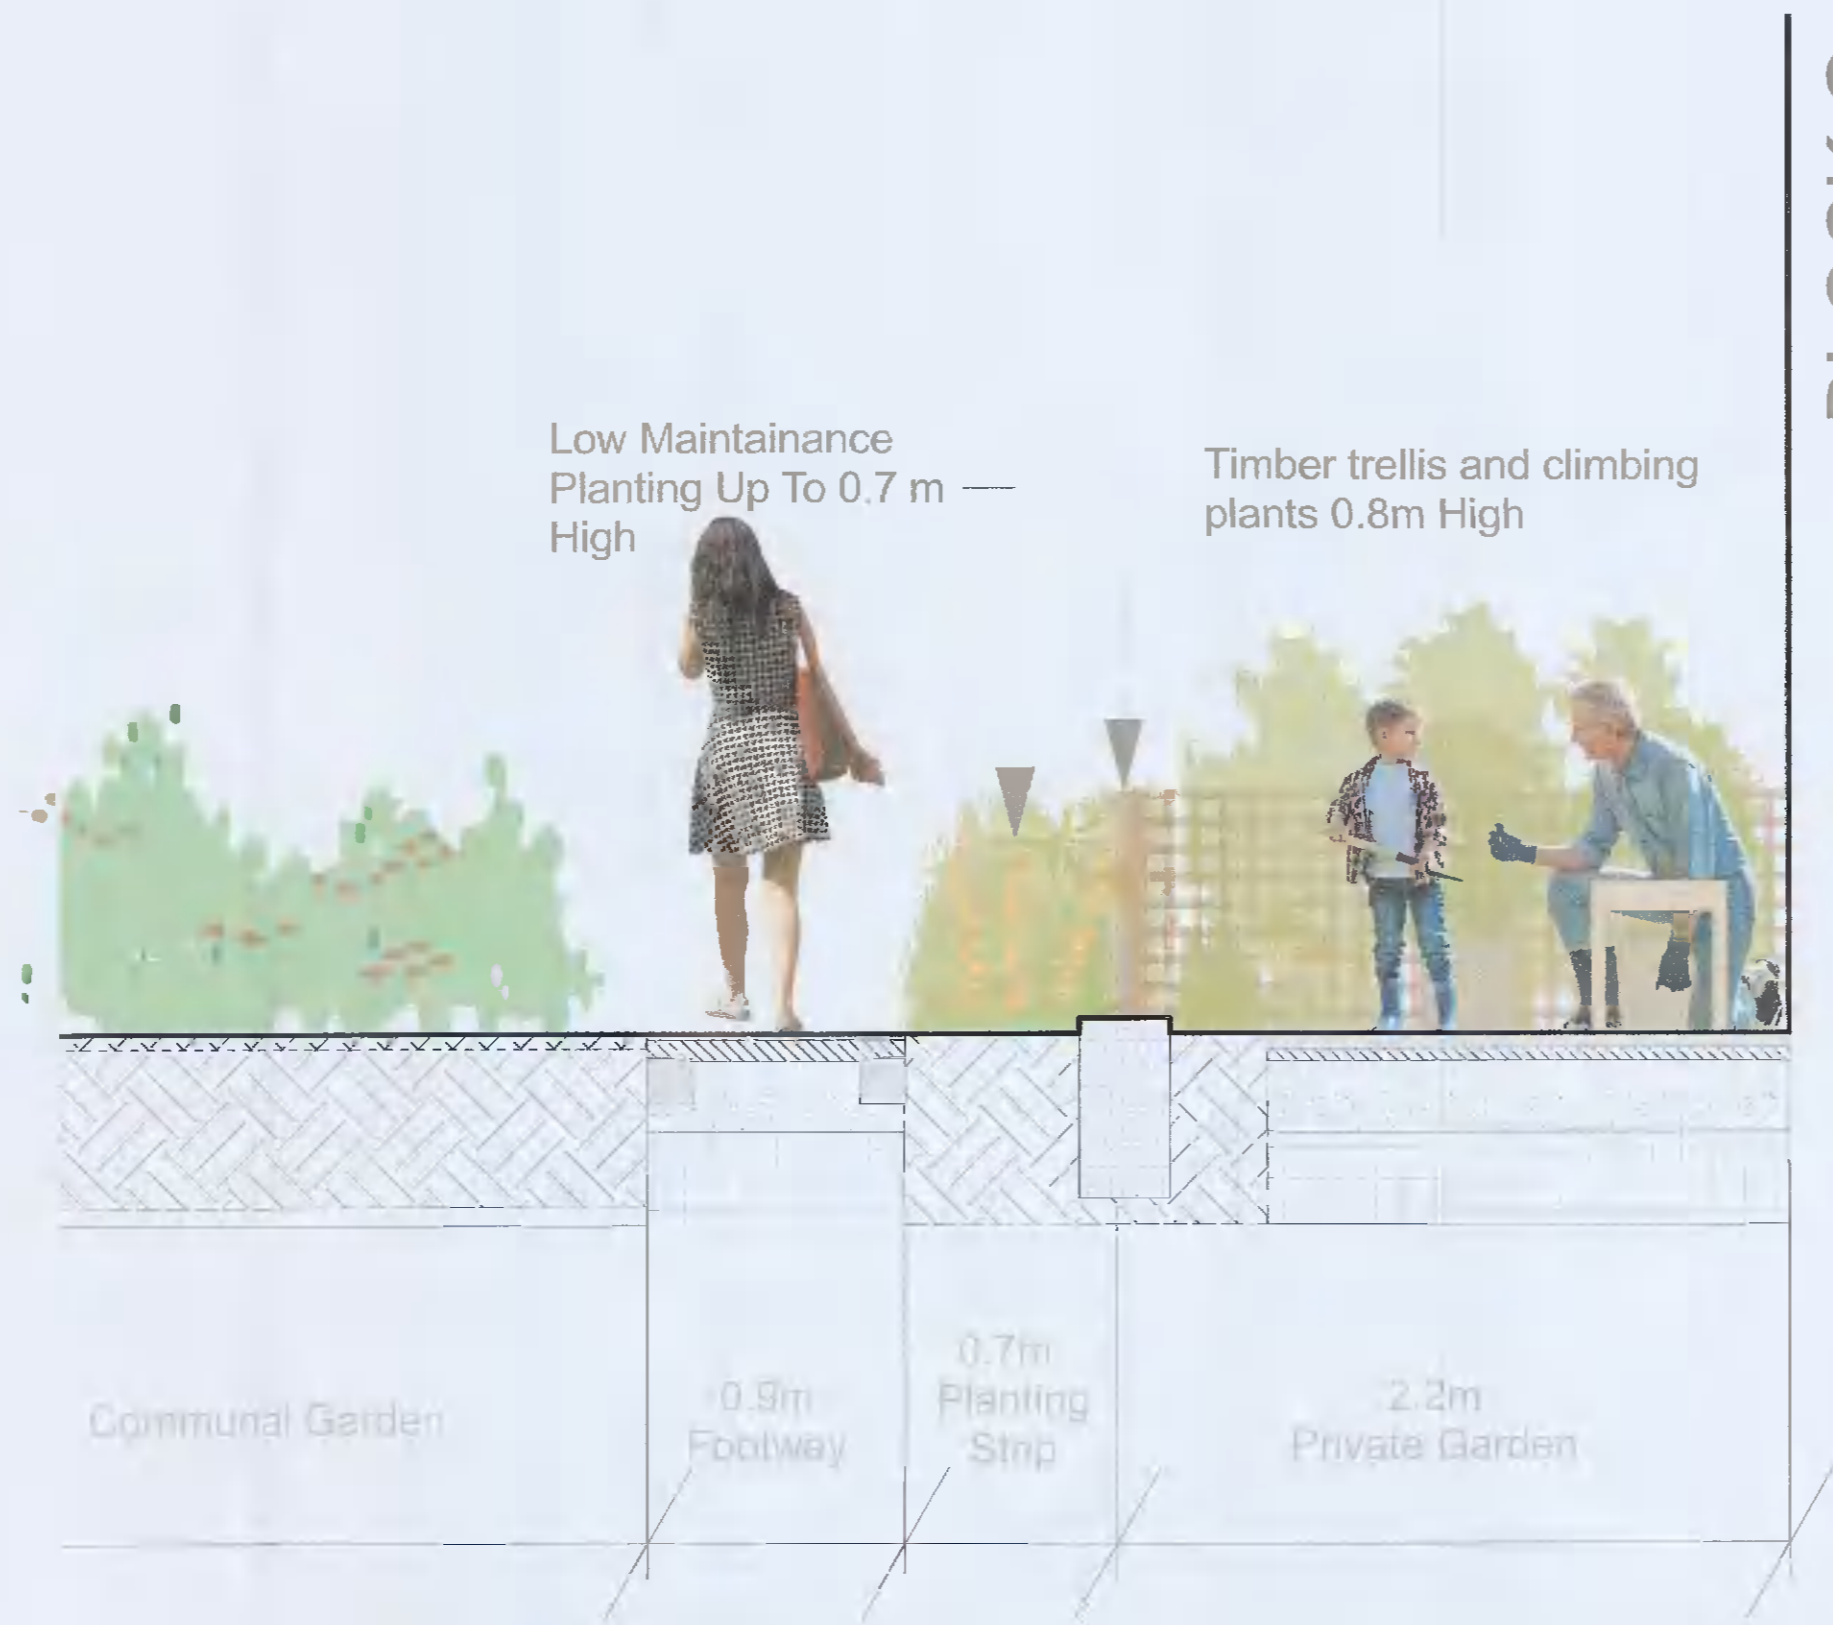 Low Maintainance
Planting Up To 0.7 m
High
Timber trellis and climbing
plants 0.8m High
Communal Garden
0.9m
Footway
0.7m
Planting
Strip
2.2m
Private Garden